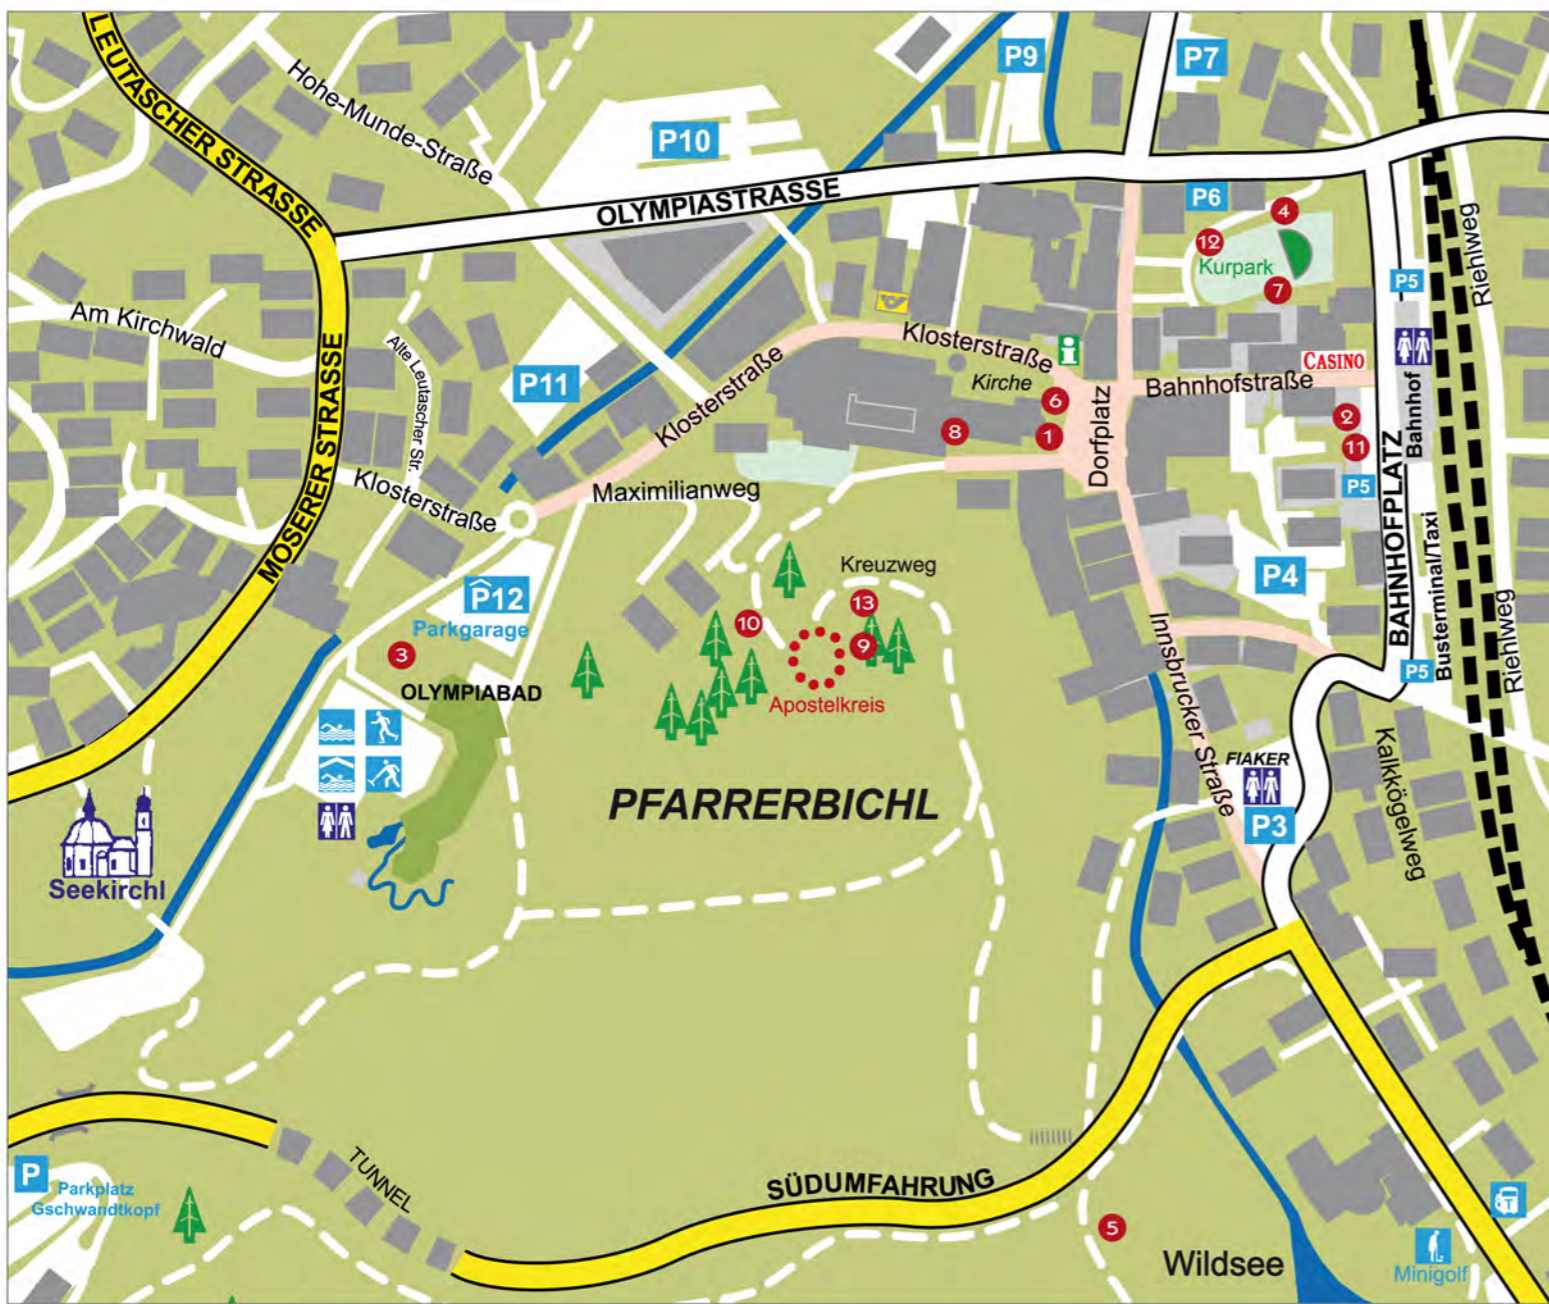 LEUTASCHER STRASSE
Hohe-Munde-Straße
P9
P7
P10
OLYMPIASTRASSE
P6
4
12
Kurpark
7
P5
Riehlweg
Am Kirchwald
MOSERER STRASSE
Alte Leutascher Str.
P11
Klosterstraße
Klosterstraße
i
Kirche
CASINO
Bahnhofstraße
Bahnhof
6
8
1
Dorfplatz
2
11
P5
BAHNHOFPLATZ
Klosterstraße
Maximilianweg
Busterminal/Taxi
P4
Kreuzweg
P12
Parkgarage
10
13
9
3
Innsbrucker Straße
Riehlweg
P5
OLYMPIABAD
Apostelkreis
FIAKER
P3
Kalkkögelweg
PFARRERBICHL
Seekirchl
TUNNEL
P
Parkplatz
Gschwandtkopf
SÜDUMFAHRUNG
5
Wildsee
T
Minigolf